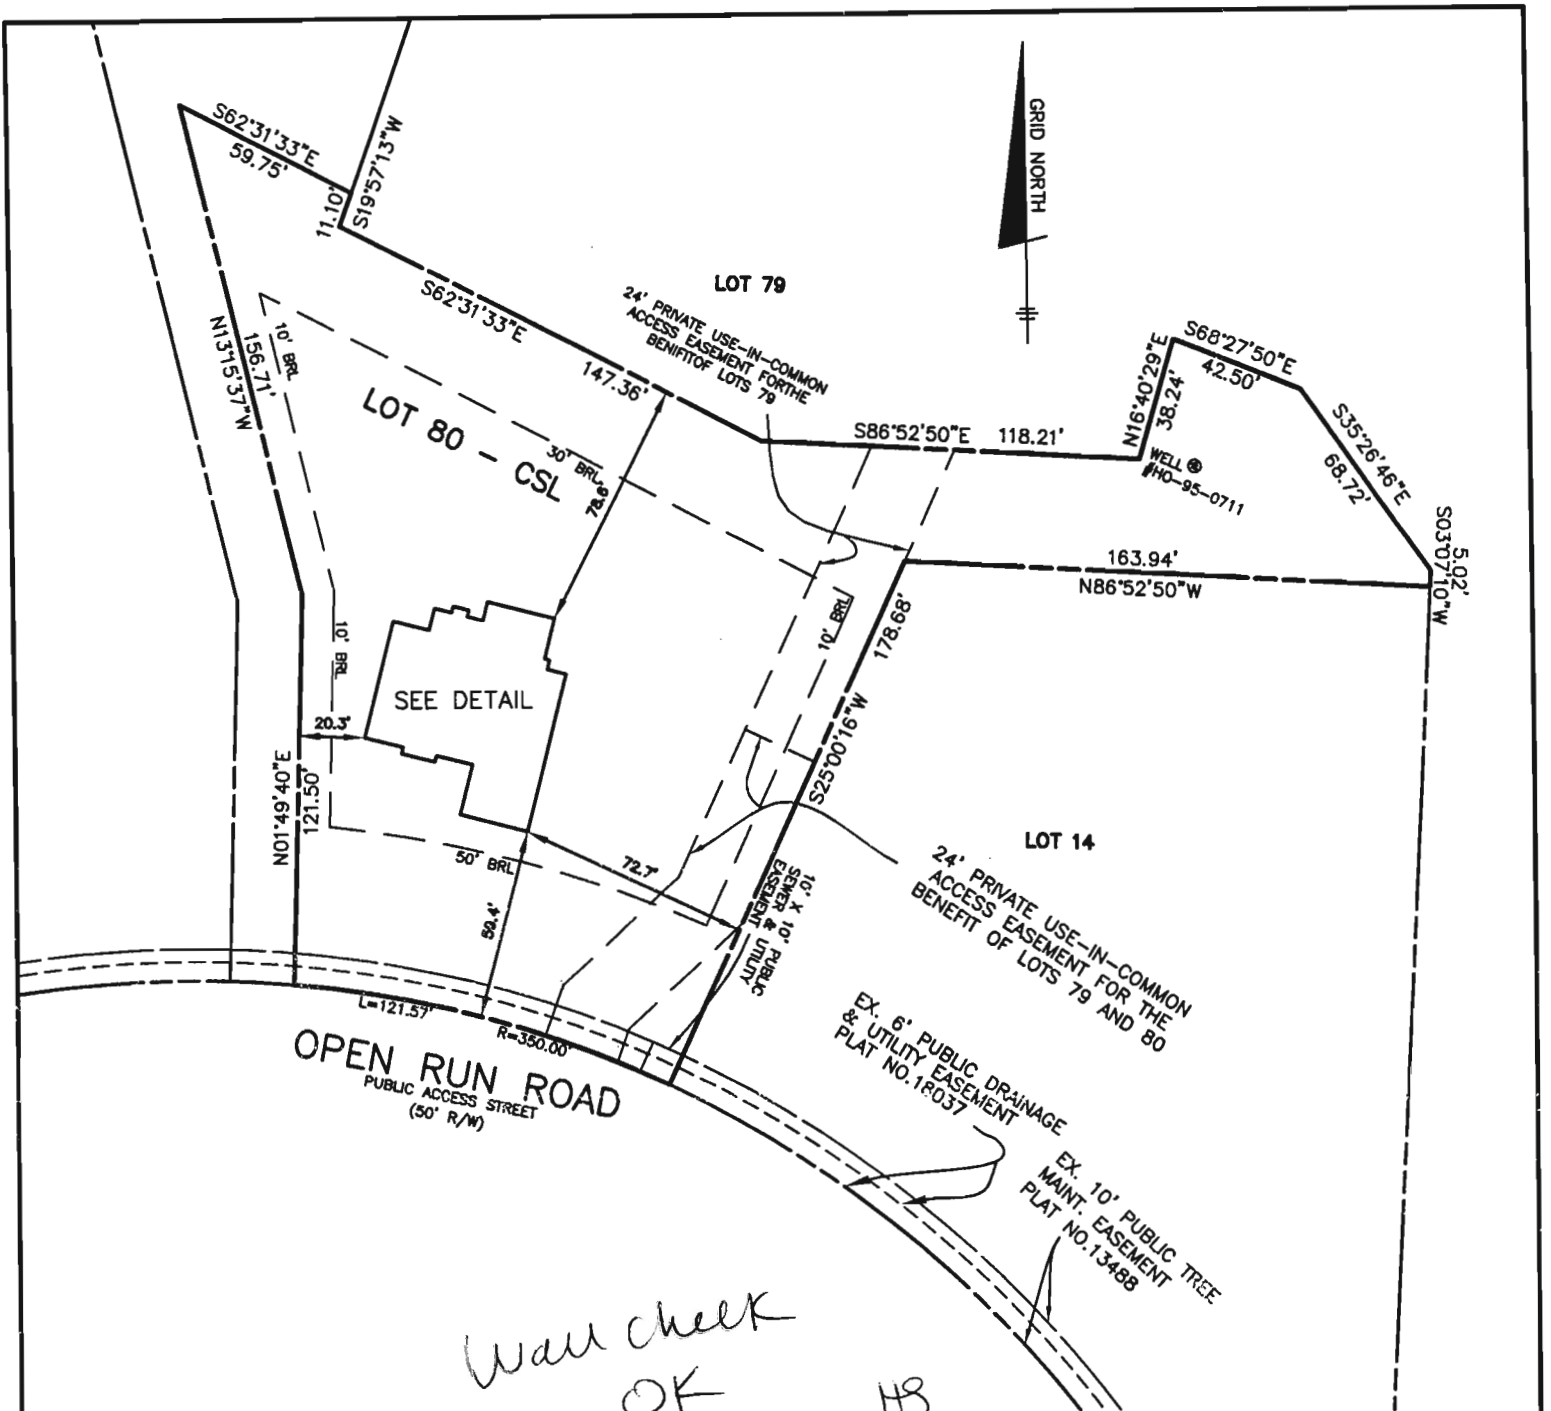 S62°31'33"E
59.75'
S19°57'13"W
11.10'
GRID NORTH
S62°31'33"E
147.36'
LOT 79
24' PRIVATE USE-IN-COMMON
ACCESS EASEMENT FORTHE
BENIFITOF LOTS 79
S86°52'50"E 118.21'
N16°40'29"E
38.24'
S68°27'50"E
42.50'
S35°26'46"E
68.72'
WELL
#HO-95-0711
S03°07'10"W
5.02'
163.94'
N86°52'50"W
156.71'
N13°15'37"W
10' BRL
LOT 80 - CSL
30' BRL
78.6'
10' BRL
178.68'
S25°00'16"W
10' BRL
SEE DETAIL
20.3'
N01°49'40"E
121.50'
50' BRL
72.7'
59.4'
10' X 10' PUBLIC
SEWER & UTILITY
EASEMENT
LOT 14
24' PRIVATE USE-IN-COMMON
ACCESS EASEMENT FOR THE
BENEFIT OF LOTS 79 AND 80
L=121.57'
R=350.00'
OPEN RUN ROAD
PUBLIC ACCESS STREET
(50' R/W)
EX. 6' PUBLIC DRAINAGE
& UTILITY EASEMENT
PLAT NO.18037
EX. 10' PUBLIC TREE
MAINT. EASEMENT
PLAT NO.13488
Wall Check
OK